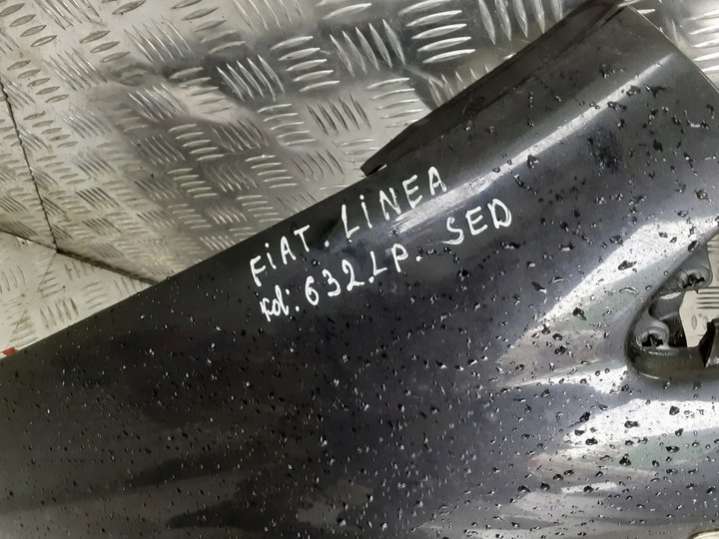 FiAT. LiNEA
kol: 632.LP. SED